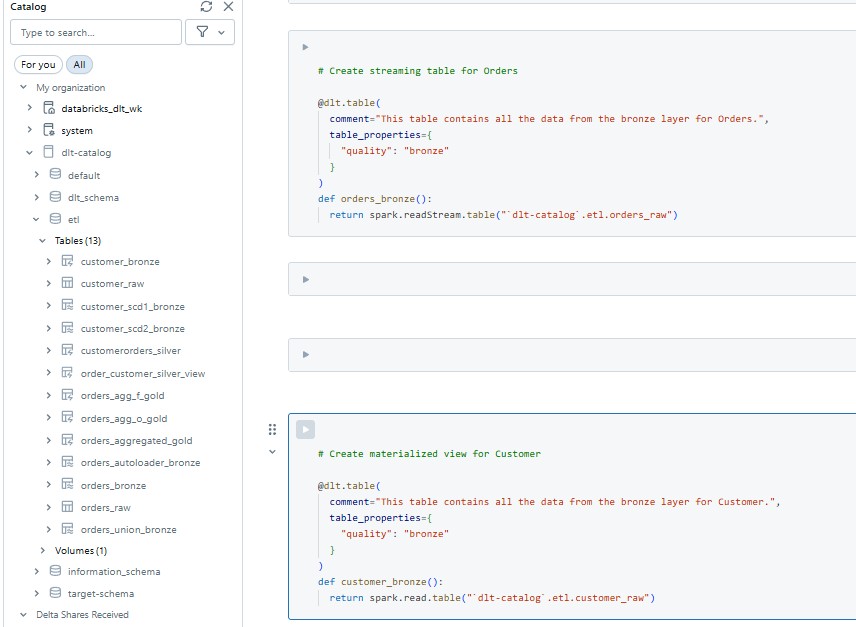 Catalog
Type to search...
For you
All
My organization
databricks_dlt_wk
system
dlt-catalog
default
dlt_schema
etl
Tables (13)
customer_bronze
customer_raw
customer_scd1_bronze
customer_scd2_bronze
customerorders_silver
order_customer_silver_view
orders_agg_f_gold
orders_agg_o_gold
orders_aggregated_gold
orders_autoloader_bronze
orders_bronze
orders_raw
orders_union_bronze
Volumes (1)
information_schema
target-schema
Delta Shares Received
# Create streaming table for Orders
@dlt.table(
comment="This table contains all the data from the bronze layer for Orders.",
table_properties={
"quality": "bronze"
}
)
def orders_bronze():
return spark.readStream.table("`dlt-catalog`.etl.orders_raw")
# Create materialized view for Customer
@dlt.table(
comment="This table contains all the data from the bronze layer for Customer.",
table_properties={
"quality": "bronze"
}
)
def customer_bronze():
return spark.read.table("`dlt-catalog`.etl.customer_raw")